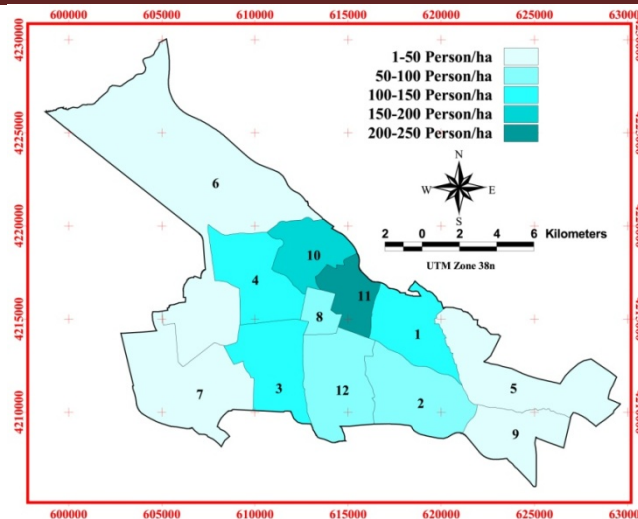 600000 605000 610000 615000 620000 625000 63000
4230000
4225000
4220000
4215000
4210000
1-50 Person/ha
50-100 Person/ha
100-150 Person/ha
150-200 Person/ha
200-250 Person/ha
N
W E
S
2 0 2 4 6 Kilometers
UTM Zone 38n
6
10
4
11
8
1
7
3
12
2
5
9
600000 605000 610000 615000 620000 625000 63000